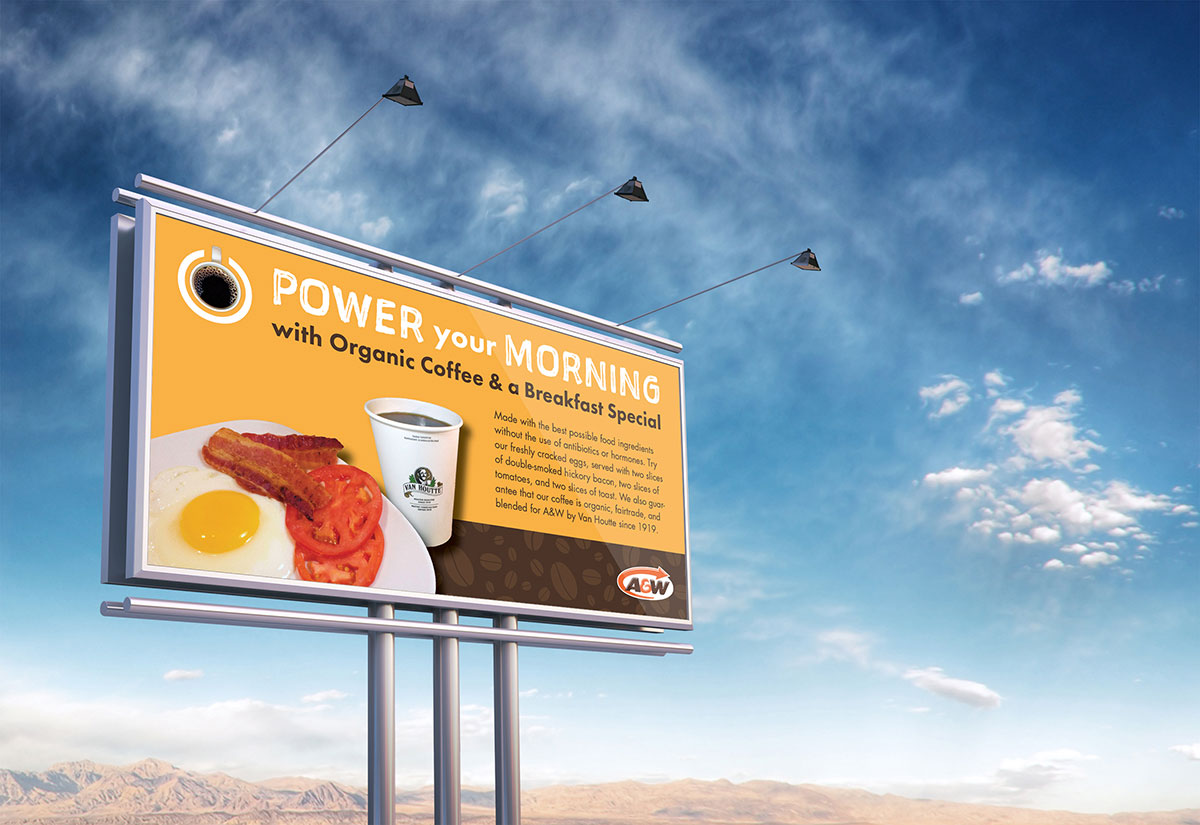 POWER your MORNING
with Organic Coffee & a Breakfast Special
Made with the best possible food ingredients
without the use of antibiotics or hormones. Try
our freshly cracked eggs, served with two slices
of double-smoked hickory bacon, two slices of
tomatoes, and two slices of toast. We also guar-
antee that our coffee is organic, fairtrade, and
blended for A&W by Van Houtte since 1919.
VAN HOUTTE
A&W